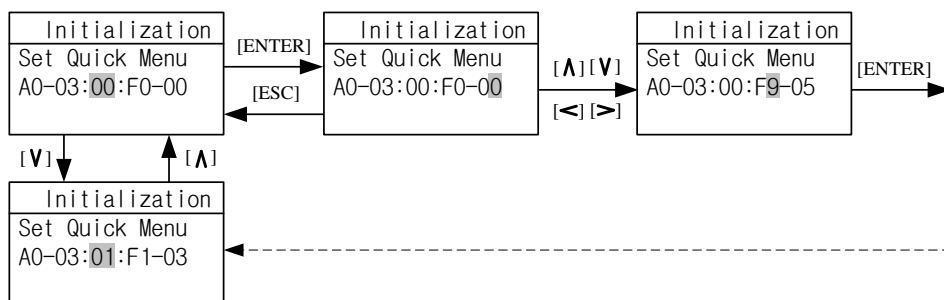 Initialization
Set Quick Menu
A0-03:00:F0-00
[ENTER]
[ESC]
Initialization
Set Quick Menu
A0-03:00:F0-00
[∧] [∨]
[<] [>]
Initialization
Set Quick Menu
A0-03:00:F9-05
[ENTER]
[∨]
[∧]
Initialization
Set Quick Menu
A0-03:01:F1-03